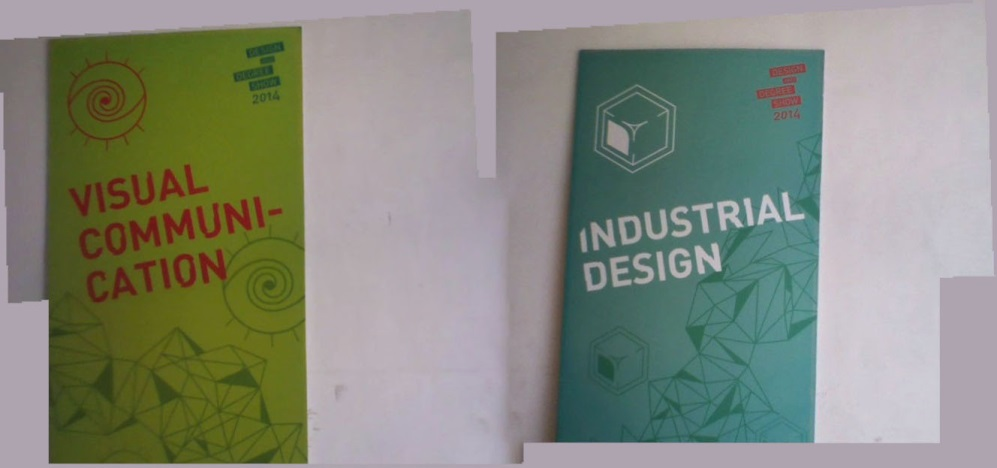 DESIGN
DEGREE
SHOW
2014
VISUAL
COMMUNI-
CATION
DESIGN
DEGREE
SHOW
2014
INDUSTRIAL
DESIGN